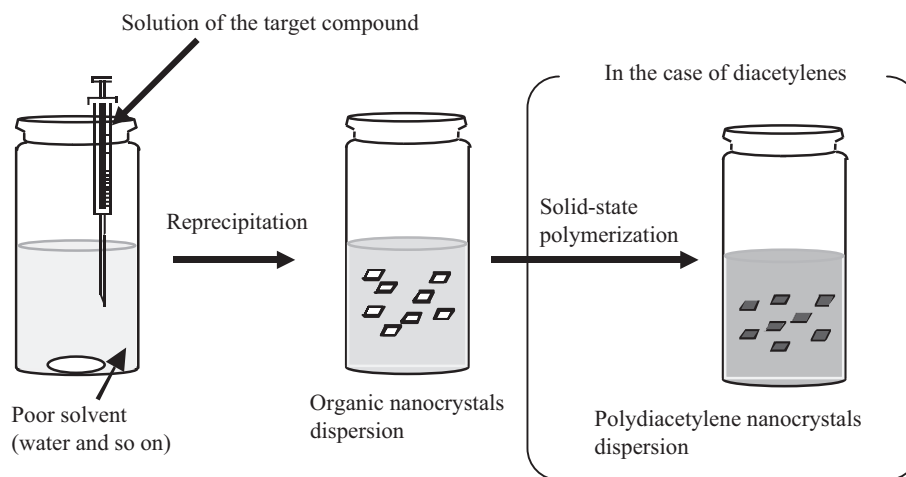 Solution of the target compound
In the case of diacetylenes
Reprecipitation
Solid-state
polymerization
Poor solvent
(water and so on)
Organic nanocrystals
dispersion
Polydiacetylene nanocrystals
dispersion